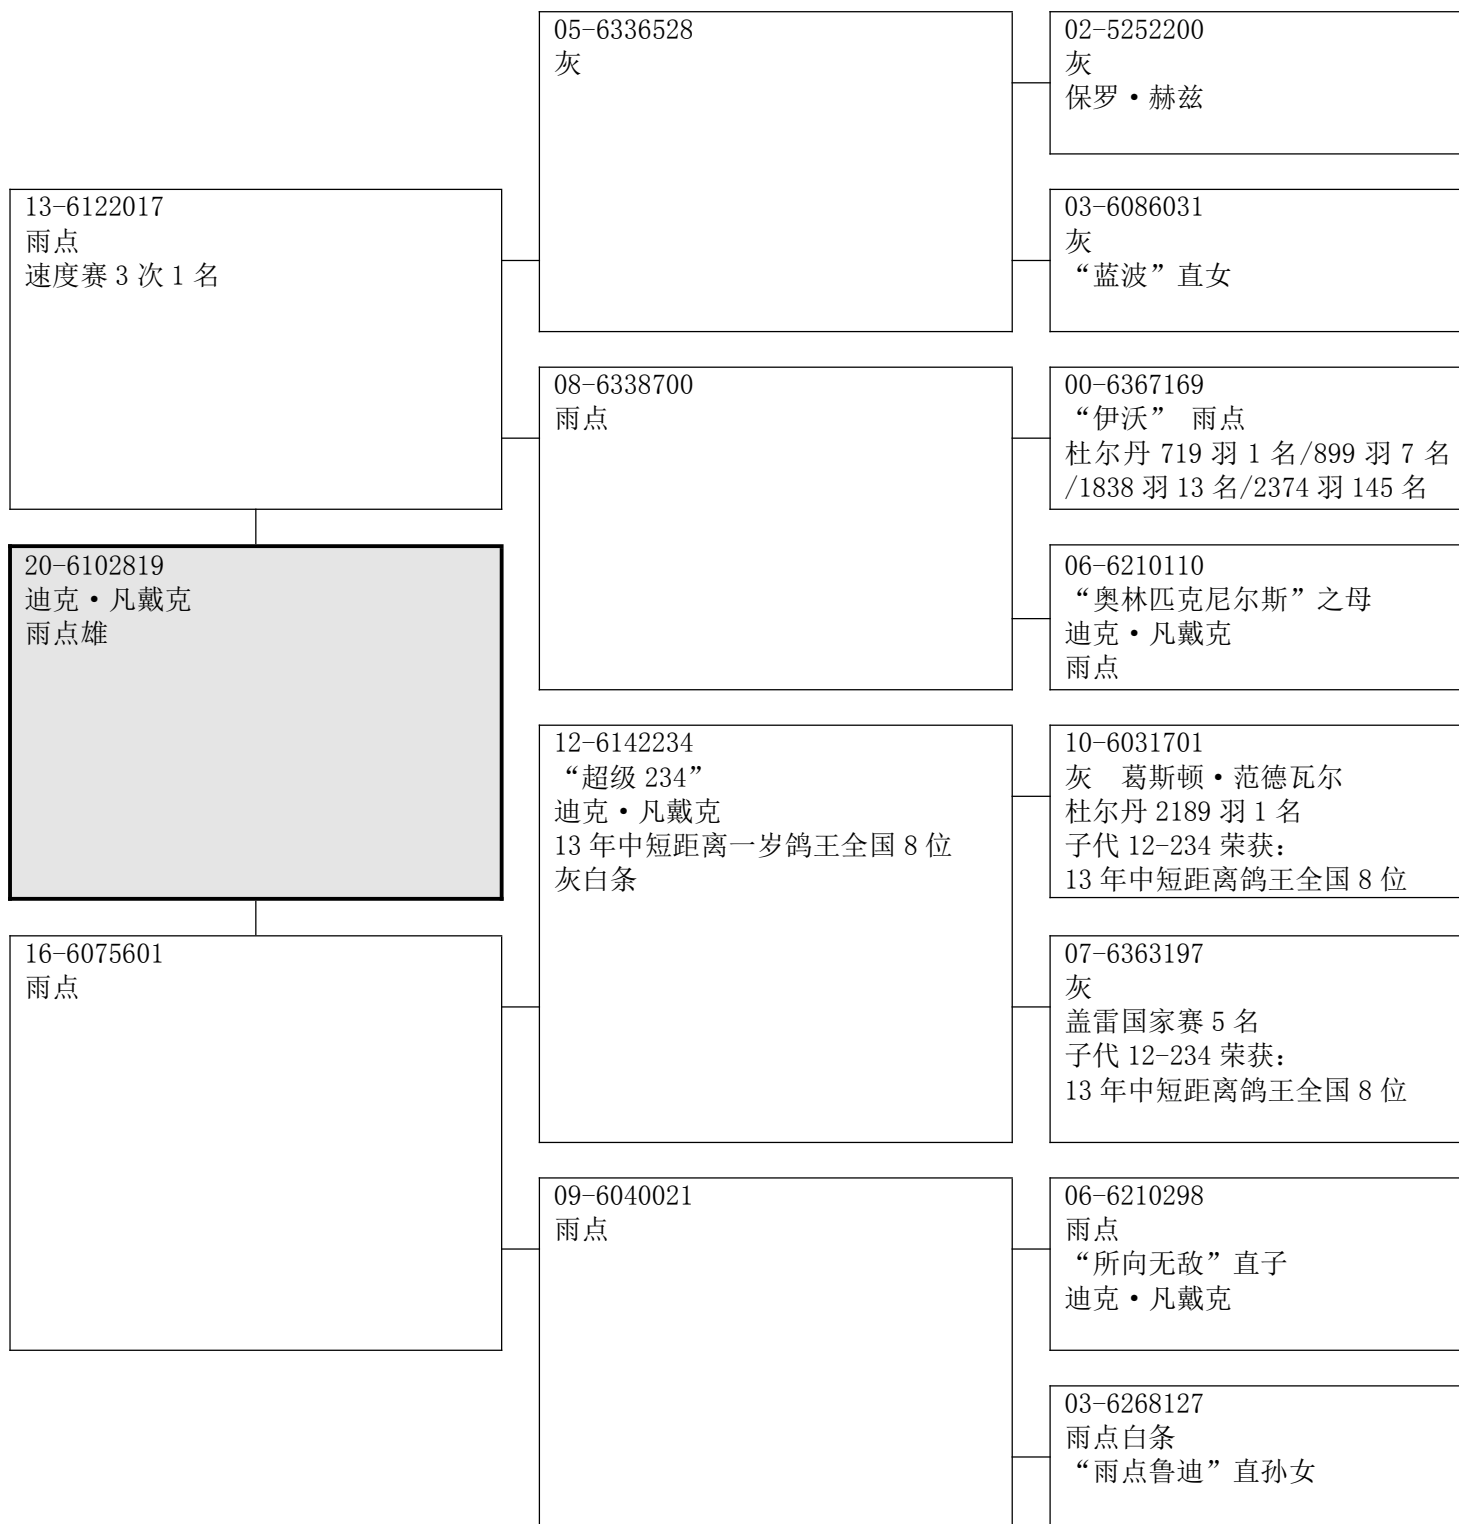 05-6336528
灰
02-5252200
灰
保罗·赫兹
13-6122017
雨点
速度赛 3 次 1 名
03-6086031
灰
“蓝波”直女
08-6338700
雨点
00-6367169
“伊沃” 雨点
杜尔丹 719 羽 1 名/899 羽 7 名
/1838 羽 13 名/2374 羽 145 名
20-6102819
迪克·凡戴克
雨点雄
06-6210110
“奥林匹克尼尔斯”之母
迪克·凡戴克
雨点
12-6142234
“超级 234”
迪克·凡戴克
13 年中短距离一岁鸽王全国 8 位
灰白条
10-6031701
灰 葛斯顿·范德瓦尔
杜尔丹 2189 羽 1 名
子代 12-234 荣获：
13 年中短距离鸽王全国 8 位
16-6075601
雨点
07-6363197
灰
盖雷国家赛 5 名
子代 12-234 荣获：
13 年中短距离鸽王全国 8 位
09-6040021
雨点
06-6210298
雨点
“所向无敌”直子
迪克·凡戴克
03-6268127
雨点白条
“雨点鲁迪”直孙女